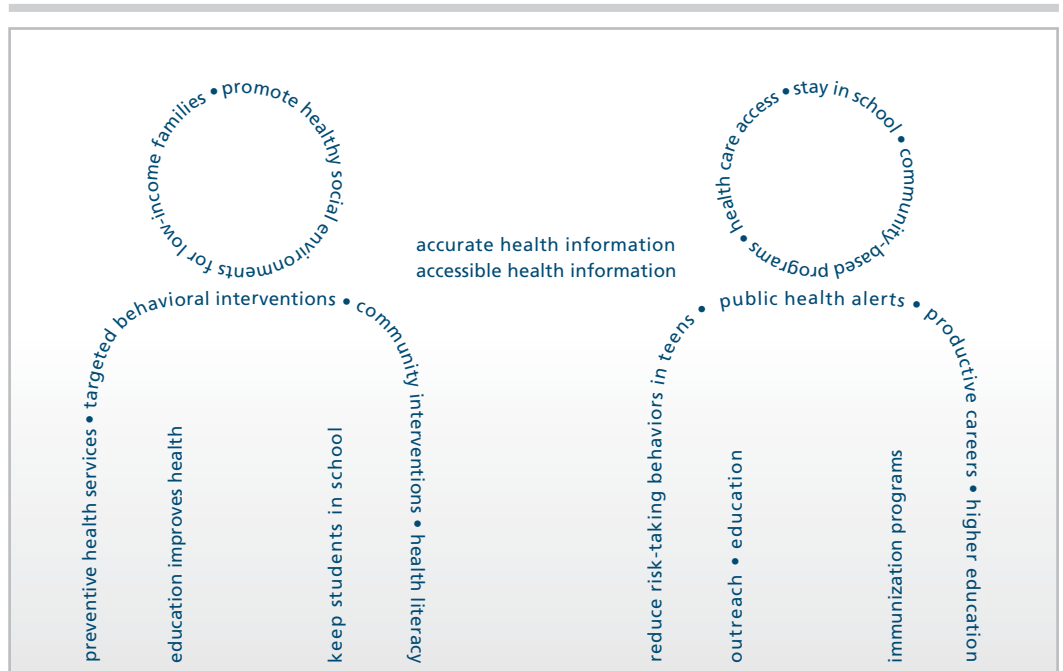 promote healthy social environments for low-income families •
accurate health information
accessible health information
stay in school • community-based programs • health care access •
preventive health services • targeted behavioral interventions • community interventions • health literacy
education improves health
keep students in school
reduce risk-taking behaviors in teens • public health alerts • productive careers • higher education
outreach • education
immunization programs